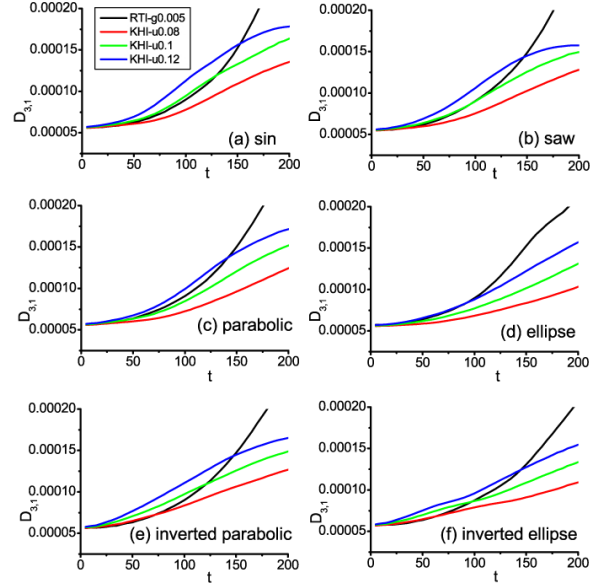 RTI-g0.005
KHI-u0.08
KHI-u0.1
KHI-u0.12
0.00020
0.00015
0.00010
0.00005
D3,1
(a) sin
0 50 100 150 200
t
0.00020
0.00015
0.00010
0.00005
D3,1
(b) saw
0 50 100 150 200
t
0.00020
0.00015
0.00010
0.00005
D3,1
(c) parabolic
0 50 100 150 200
t
0.00020
0.00015
0.00010
0.00005
D3,1
(d) ellipse
0 50 100 150 200
t
0.00020
0.00015
0.00010
0.00005
D3,1
(e) inverted parabolic
0 50 100 150 200
t
0.00020
0.00015
0.00010
0.00005
D3,1
(f) inverted ellipse
0 50 100 150 200
t